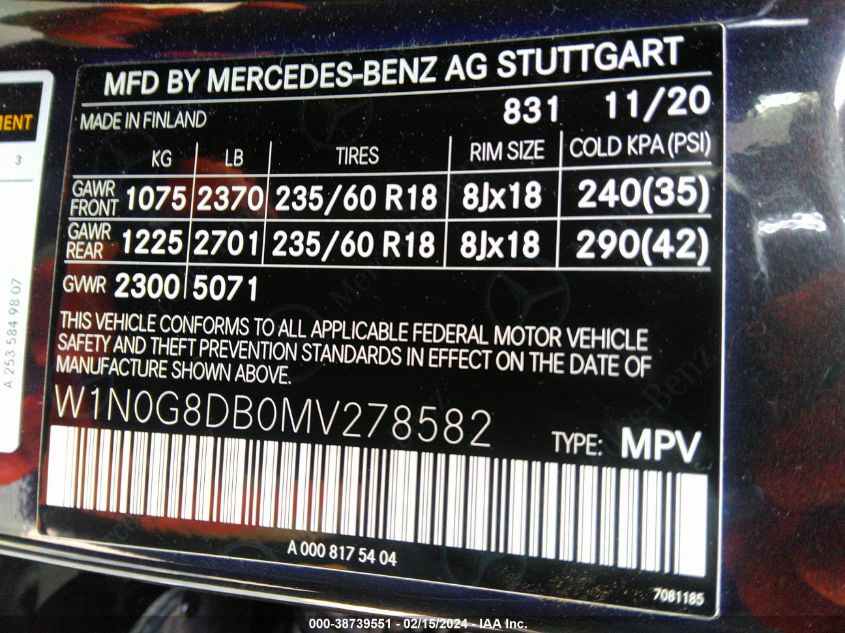 MFD BY MERCEDES-BENZ AG STUTTGART
MADE IN FINLAND 831 11/20
KG LB TIRES RIM SIZE COLD KPA (PSI)
GAWR FRONT 1075 2370 235/60 R18 8Jx18 240(35)
GAWR REAR 1225 2701 235/60 R18 8Jx18 290(42)
GVWR 2300 5071
THIS VEHICLE CONFORMS TO ALL APPLICABLE FEDERAL MOTOR VEHICLE
SAFETY AND THEFT PREVENTION STANDARDS IN EFFECT ON THE DATE OF
MANUFACTURE SHOWN ABOVE.
W1N0G8DB0MV278582 TYPE: MPV
A 000 817 54 04
7081185
MENT
3
A 253 584 98 07
000-38739551 - 02/15/2024 - IAA Inc.